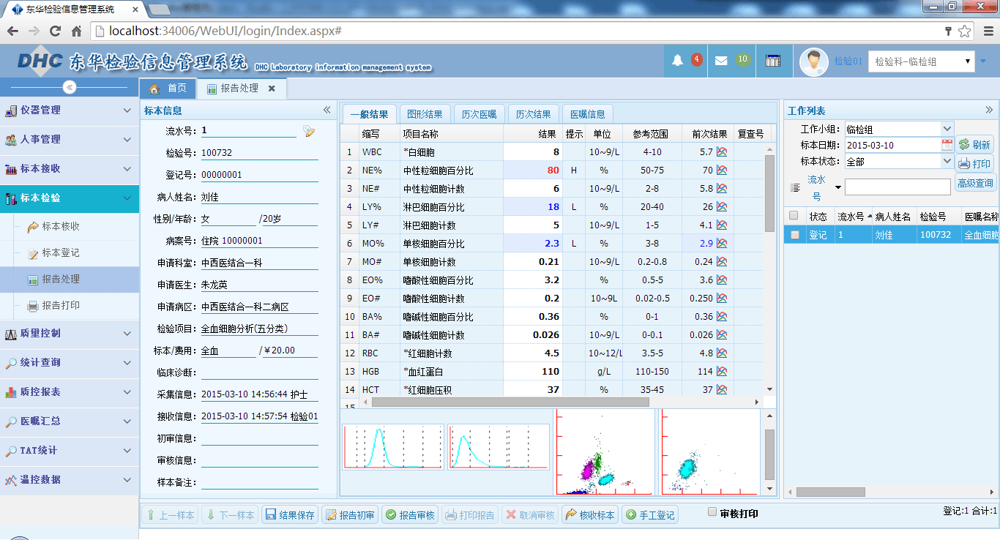 东华检验信息管理系统
localhost:34006/WebUI/login/Index.aspx#
DHC 东华检验信息管理系统 DHC Laboratory information management system
4 10 检验01 检验科-临检组
首页 报告处理
仪器管理
人事管理
标本接收
标本检验
标本核收
标本登记
报告处理
报告打印
质量控制
统计查询
质控报表
医嘱汇总
TAT统计
温控数据
标本信息
流水号: 1
检验号: 100732
登记号: 00000001
病人姓名: 刘佳
性别/年龄: 女 /20岁
病案号: 住院 10000001
申请科室: 中西医结合一科
申请医生: 朱龙英
申请病区: 中西医结合一科二病区
检验项目: 全血细胞分析(五分类)
标本/费用: 全血 /￥20.00
临床诊断:
采集信息: 2015-03-10 14:56:44 护士
接收信息: 2015-03-10 14:57:54 检验01
初审信息:
审核信息:
样本备注:
一般结果 图形结果 历次医嘱 历次结果 医嘱信息
缩写 项目名称 结果 提示 单位 参考范围 前次结果 复查号
1 WBC *白细胞 8 10~9/L 4-10 5.7
2 NE% 中性粒细胞百分比 80 H % 50-75 70
3 NE# 中性粒细胞计数 6 10~9/L 2-8 5.8
4 LY% 淋巴细胞百分比 18 L % 20-40 26
5 LY# 淋巴细胞计数 5 10~9/L 1-5 4.1
6 MO% 单核细胞百分比 2.3 L % 3-8 2.9
7 MO# 单核细胞计数 0.21 10~9/L 0.2-0.8 0.24
8 EO% 嗜酸性细胞百分比 3.2 % 0.5-5 3.6
9 EO# 嗜酸性细胞计数 0.2 10~9L 0.02-0.5 0.250
10 BA% 嗜碱性细胞百分比 0.36 % 0-1 0.36
11 BA# 嗜碱性细胞计数 0.026 10~9/L 0-0.1 0.026
12 RBC *红细胞计数 4.5 10~12/L 3.5-5 4.8
13 HGB *血红蛋白 110 g/L 110-150 114
14 HCT *红细胞压积 37 % 35-45 37
15
工作列表
工作小组: 临检组
标本日期: 2015-03-10 刷新
标本状态: 全部 打印
流水号 高级查询
状态 流水号 病人姓名 检验号 医嘱名称
登记 1 刘佳 100732 全血细胞
上一样本 下一样本 结果保存 报告初审 报告审核 打印报告 取消审核 核收标本 手工登记 审核打印 登记:1 合计:1